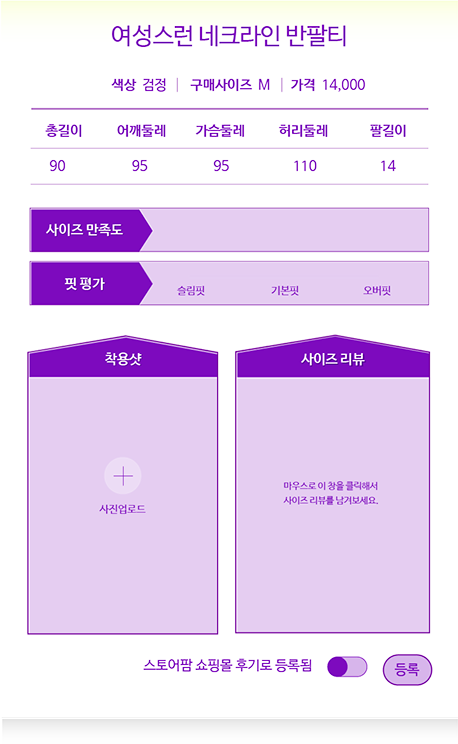 여성스런 네크라인 반팔티
색상 검정 | 구매사이즈 M | 가격 14,000
총길이 어깨둘레 가슴둘레 허리둘레 팔길이
90 95 95 110 14
사이즈 만족도
핏 평가 슬림핏 기본핏 오버핏
착용샷
사진업로드
사이즈 리뷰
마우스로 이 창을 클릭해서
사이즈 리뷰를 남겨보세요.
스토어팜 쇼핑몰 후기로 등록됨 등록